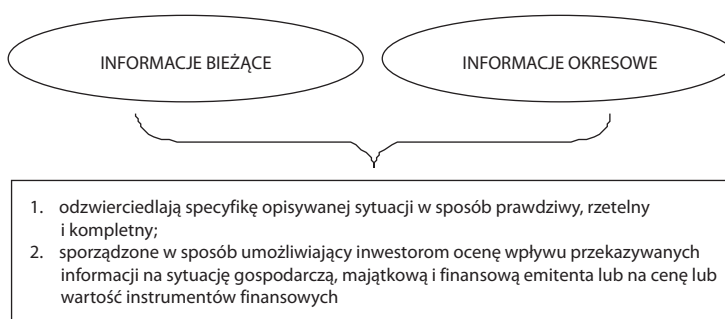 INFORMACJE BIEŻĄCE
INFORMACJE OKRESOWE
1. odzwierciedlają specyfikę opisywanej sytuacji w sposób prawdziwy, rzetelny
i kompletny;
2. sporządzone w sposób umożliwiający inwestorom ocenę wpływu przekazywanych
informacji na sytuację gospodarczą, majątkową i finansową emitenta lub na cenę lub
wartość instrumentów finansowych